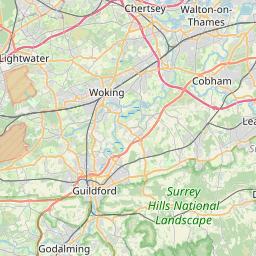 Chertsey
Walton-on-
Thames
Lightwater
Cobham
Woking
Guildford
Surrey
Hills National
Landscape
Godalming